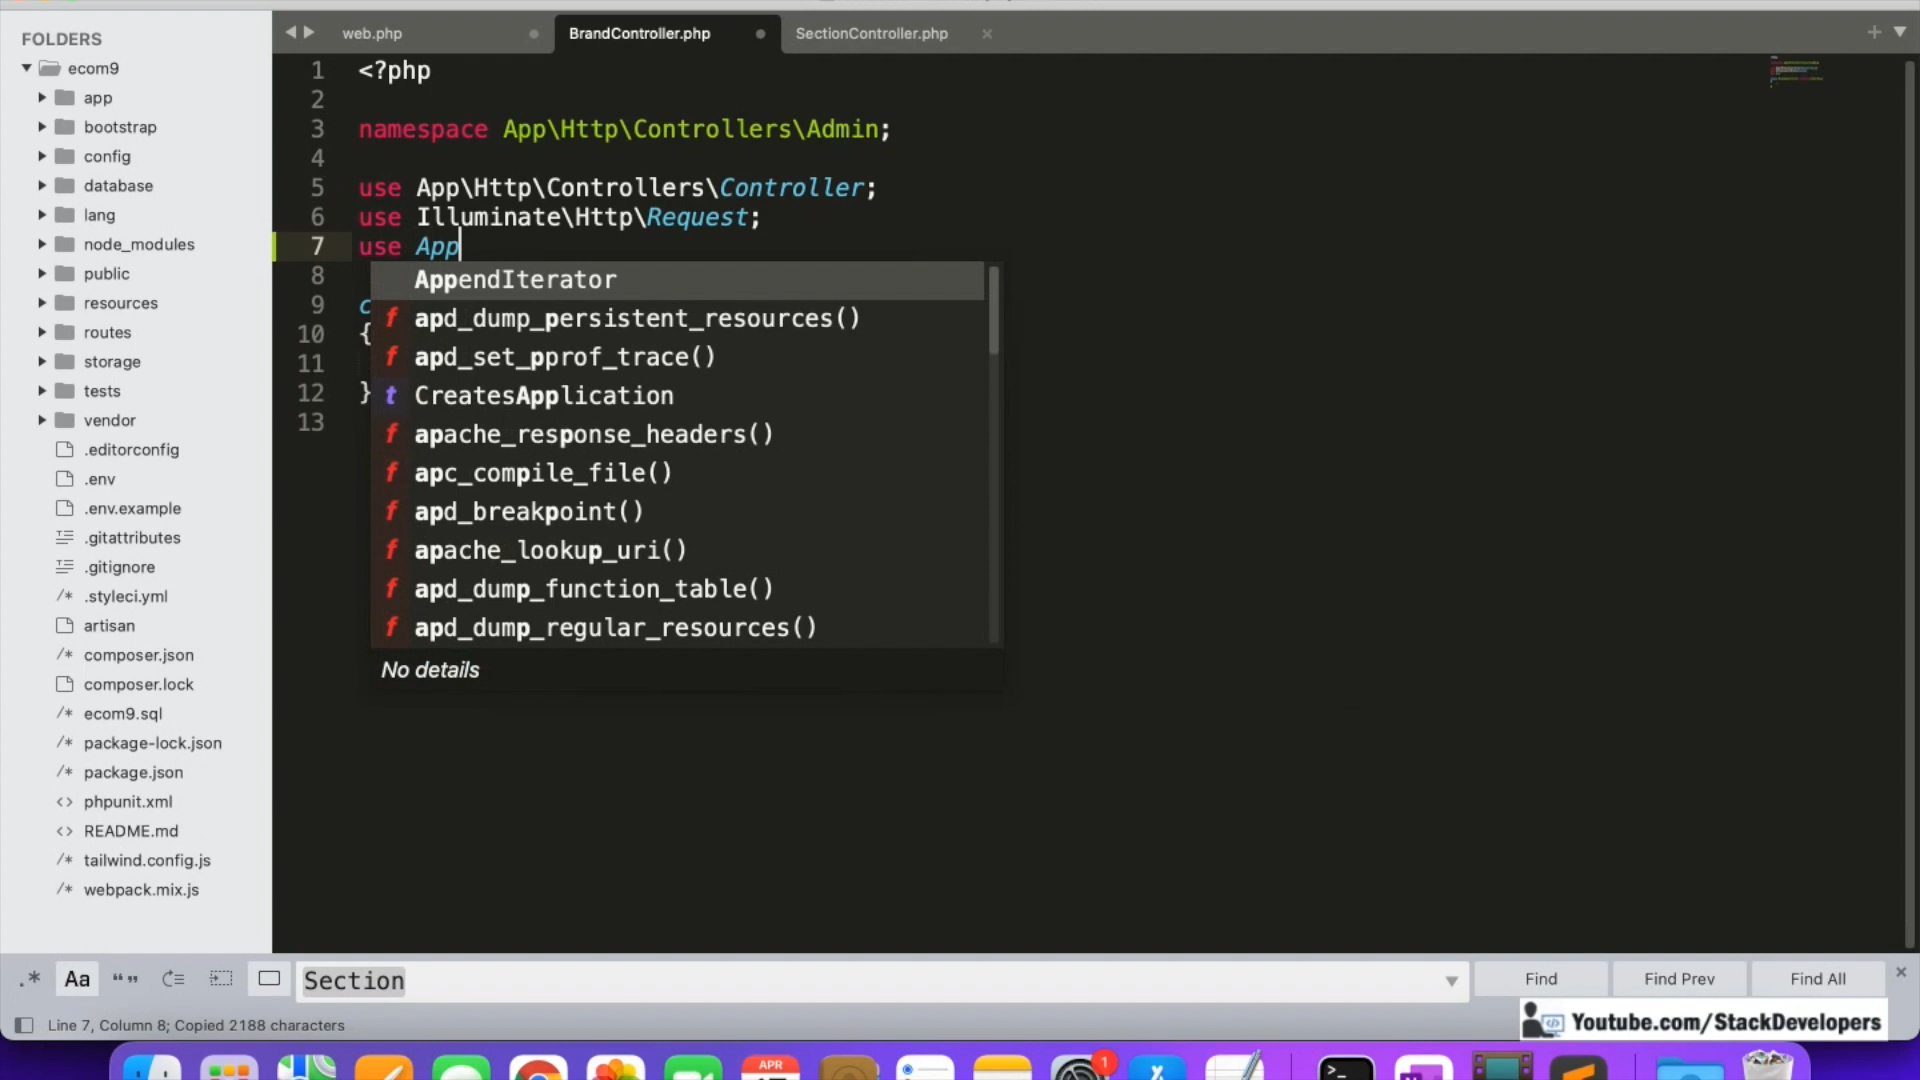 FOLDERS
ecom9
app
bootstrap
config
database
lang
node_modules
public
resources
routes
storage
tests
vendor
.editorconfig
.env
.env.example
.gitattributes
.gitignore
.styleci.yml
artisan
composer.json
composer.lock
ecom9.sql
package-lock.json
package.json
phpunit.xml
README.md
tailwind.config.js
webpack.mix.js
web.php
BrandController.php
SectionController.php
1 <?php
2
3 namespace App\Http\Controllers\Admin;
4
5 use App\Http\Controllers\Controller;
6 use Illuminate\Http\Request;
7 use App
8
9 c
10 {
11
12 }
13
AppendIterator
f apd_dump_persistent_resources()
f apd_set_pprof_trace()
t CreatesApplication
f apache_response_headers()
f apc_compile_file()
f apd_breakpoint()
f apache_lookup_uri()
f apd_dump_function_table()
f apd_dump_regular_resources()
No details
.* Aa “” Section Find Find Prev Find All
Line 7, Column 8; Copied 2188 characters
Youtube.com/StackDevelopers
APR
1